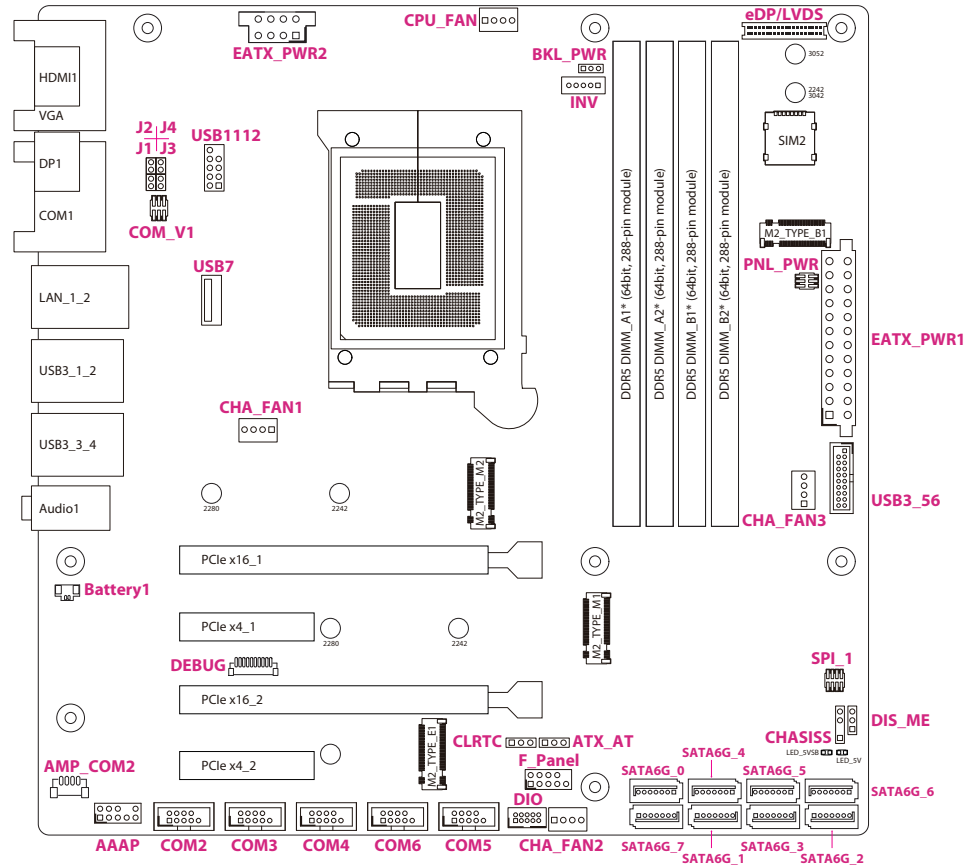 CPU_FAN
eDP/LVDS
EATX_PWR2
BKL_PWR
3052
HDMI1
2242
3042
INV
VGA
J2 J4
J1 J3
USB1112
SIM2
DP1
COM1
COM_V1
M2_TYPE_B1
USB7
PNL_PWR
LAN_1_2
DDR5 DIMM_A1* (64bit, 288-pin module)
DDR5 DIMM_A2* (64bit, 288-pin module)
DDR5 DIMM_B1* (64bit, 288-pin module)
DDR5 DIMM_B2* (64bit, 288-pin module)
EATX_PWR1
USB3_1_2
CHA_FAN1
USB3_3_4
M2_TYPE_M2
USB3_56
Audio1
2280
2242
CHA_FAN3
PCIe x16_1
Battery1
PCIe x4_1
2280
2242
M2_TYPE_M1
DEBUG
SPI_1
PCIe x16_2
DIS_ME
CHASISS
CLRTC
ATX_AT
LED_5VSB
LED_5V
M2_TYPE_E1
SATA6G_4
F_Panel
AMP_COM2
PCIe x4_2
SATA6G_0
SATA6G_5
SATA6G_6
DIO
AAAP
COM2
COM3
COM4
COM6
COM5
CHA_FAN2
SATA6G_7
SATA6G_1
SATA6G_3
SATA6G_2